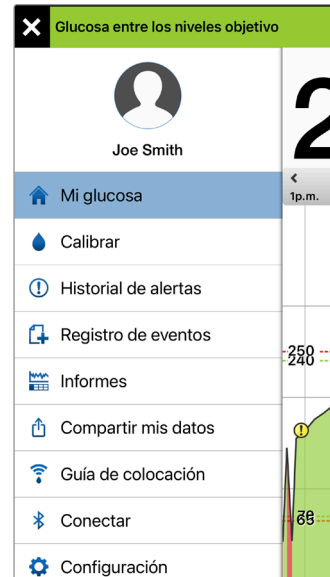 Glucosa entre los niveles objetivo
2
Joe Smith
1p.m.
Mi glucosa
Calibrar
Historial de alertas
Registro de eventos
250
240
Informes
Compartir mis datos
Guía de colocación
70
65
Conectar
Configuración